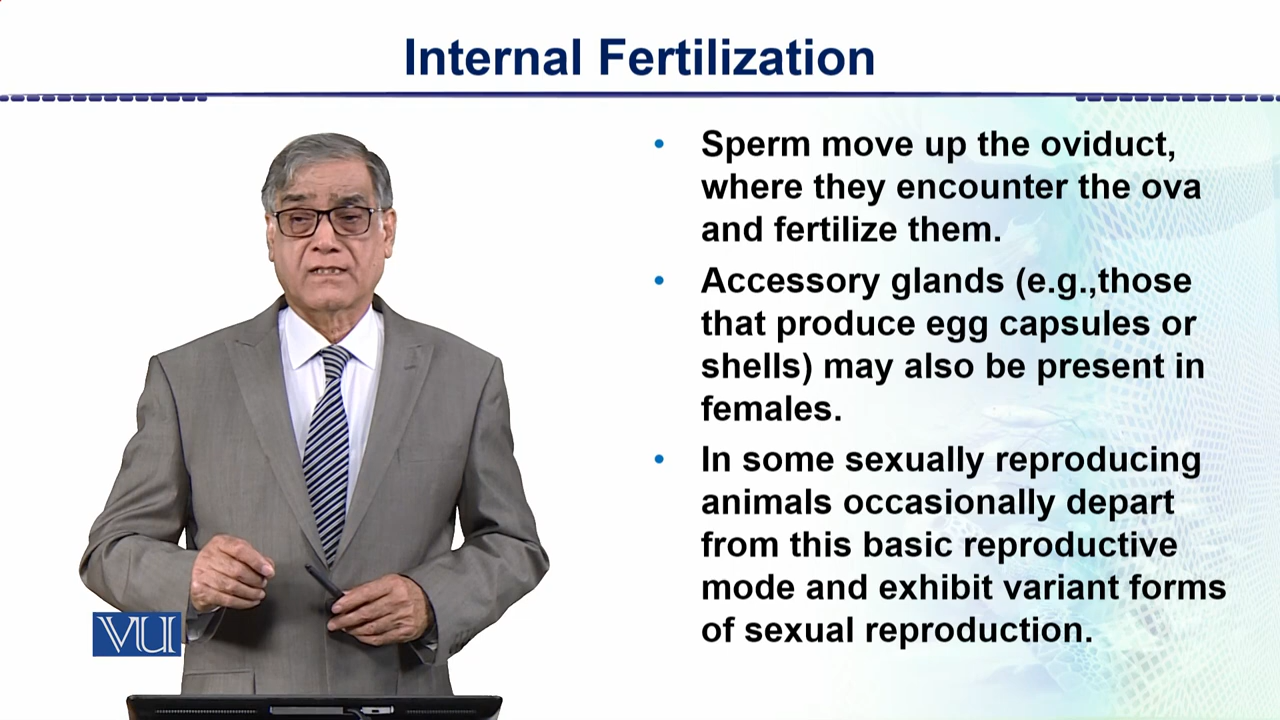 Internal Fertilization
• Sperm move up the oviduct,
where they encounter the ova
and fertilize them.
• Accessory glands (e.g.,those
that produce egg capsules or
shells) may also be present in
females.
• In some sexually reproducing
animals occasionally depart
from this basic reproductive
mode and exhibit variant forms
of sexual reproduction.
VU